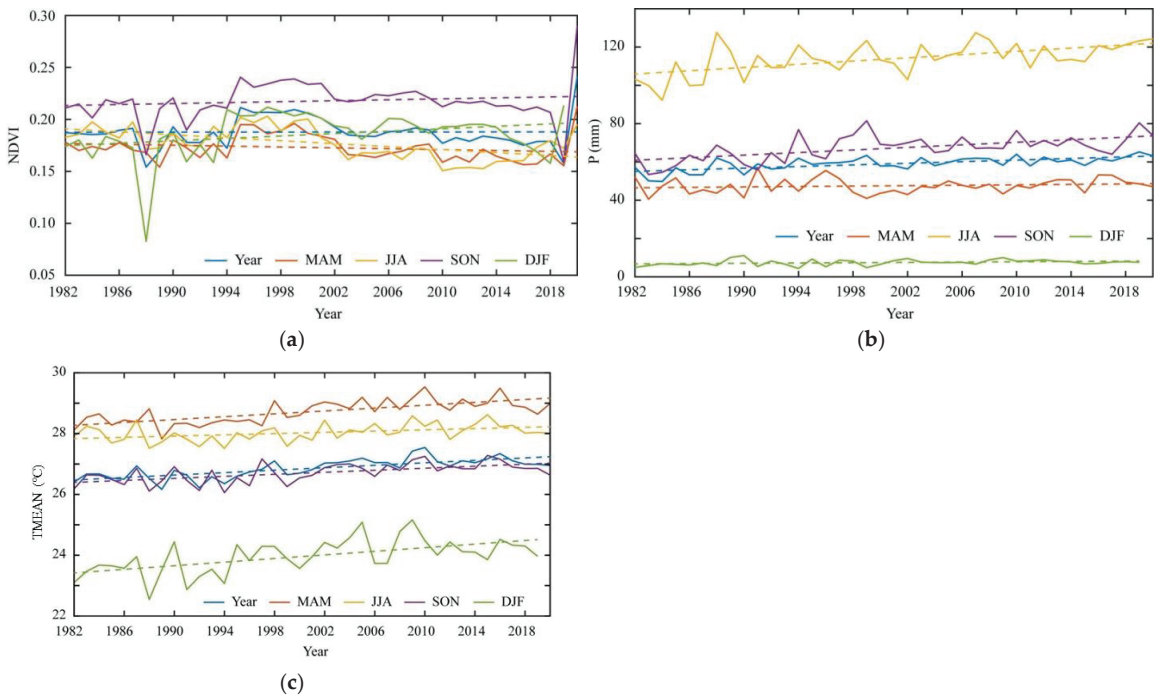 0.30
0.25
0.20
0.15
0.10
0.05
NDVI
1982 1986 1990 1994 1998 2002 2006 2010 2014 2018
Year
Year MAM JJA SON DJF
(a)
120
80
40
0
P (mm)
1982 1986 1990 1994 1998 2002 2006 2010 2014 2018
Year
Year MAM JJA SON DJF
(b)
30
28
26
24
22
TMEAN (°C)
1982 1986 1990 1994 1998 2002 2006 2010 2014 2018
Year
Year MAM JJA SON DJF
(c)